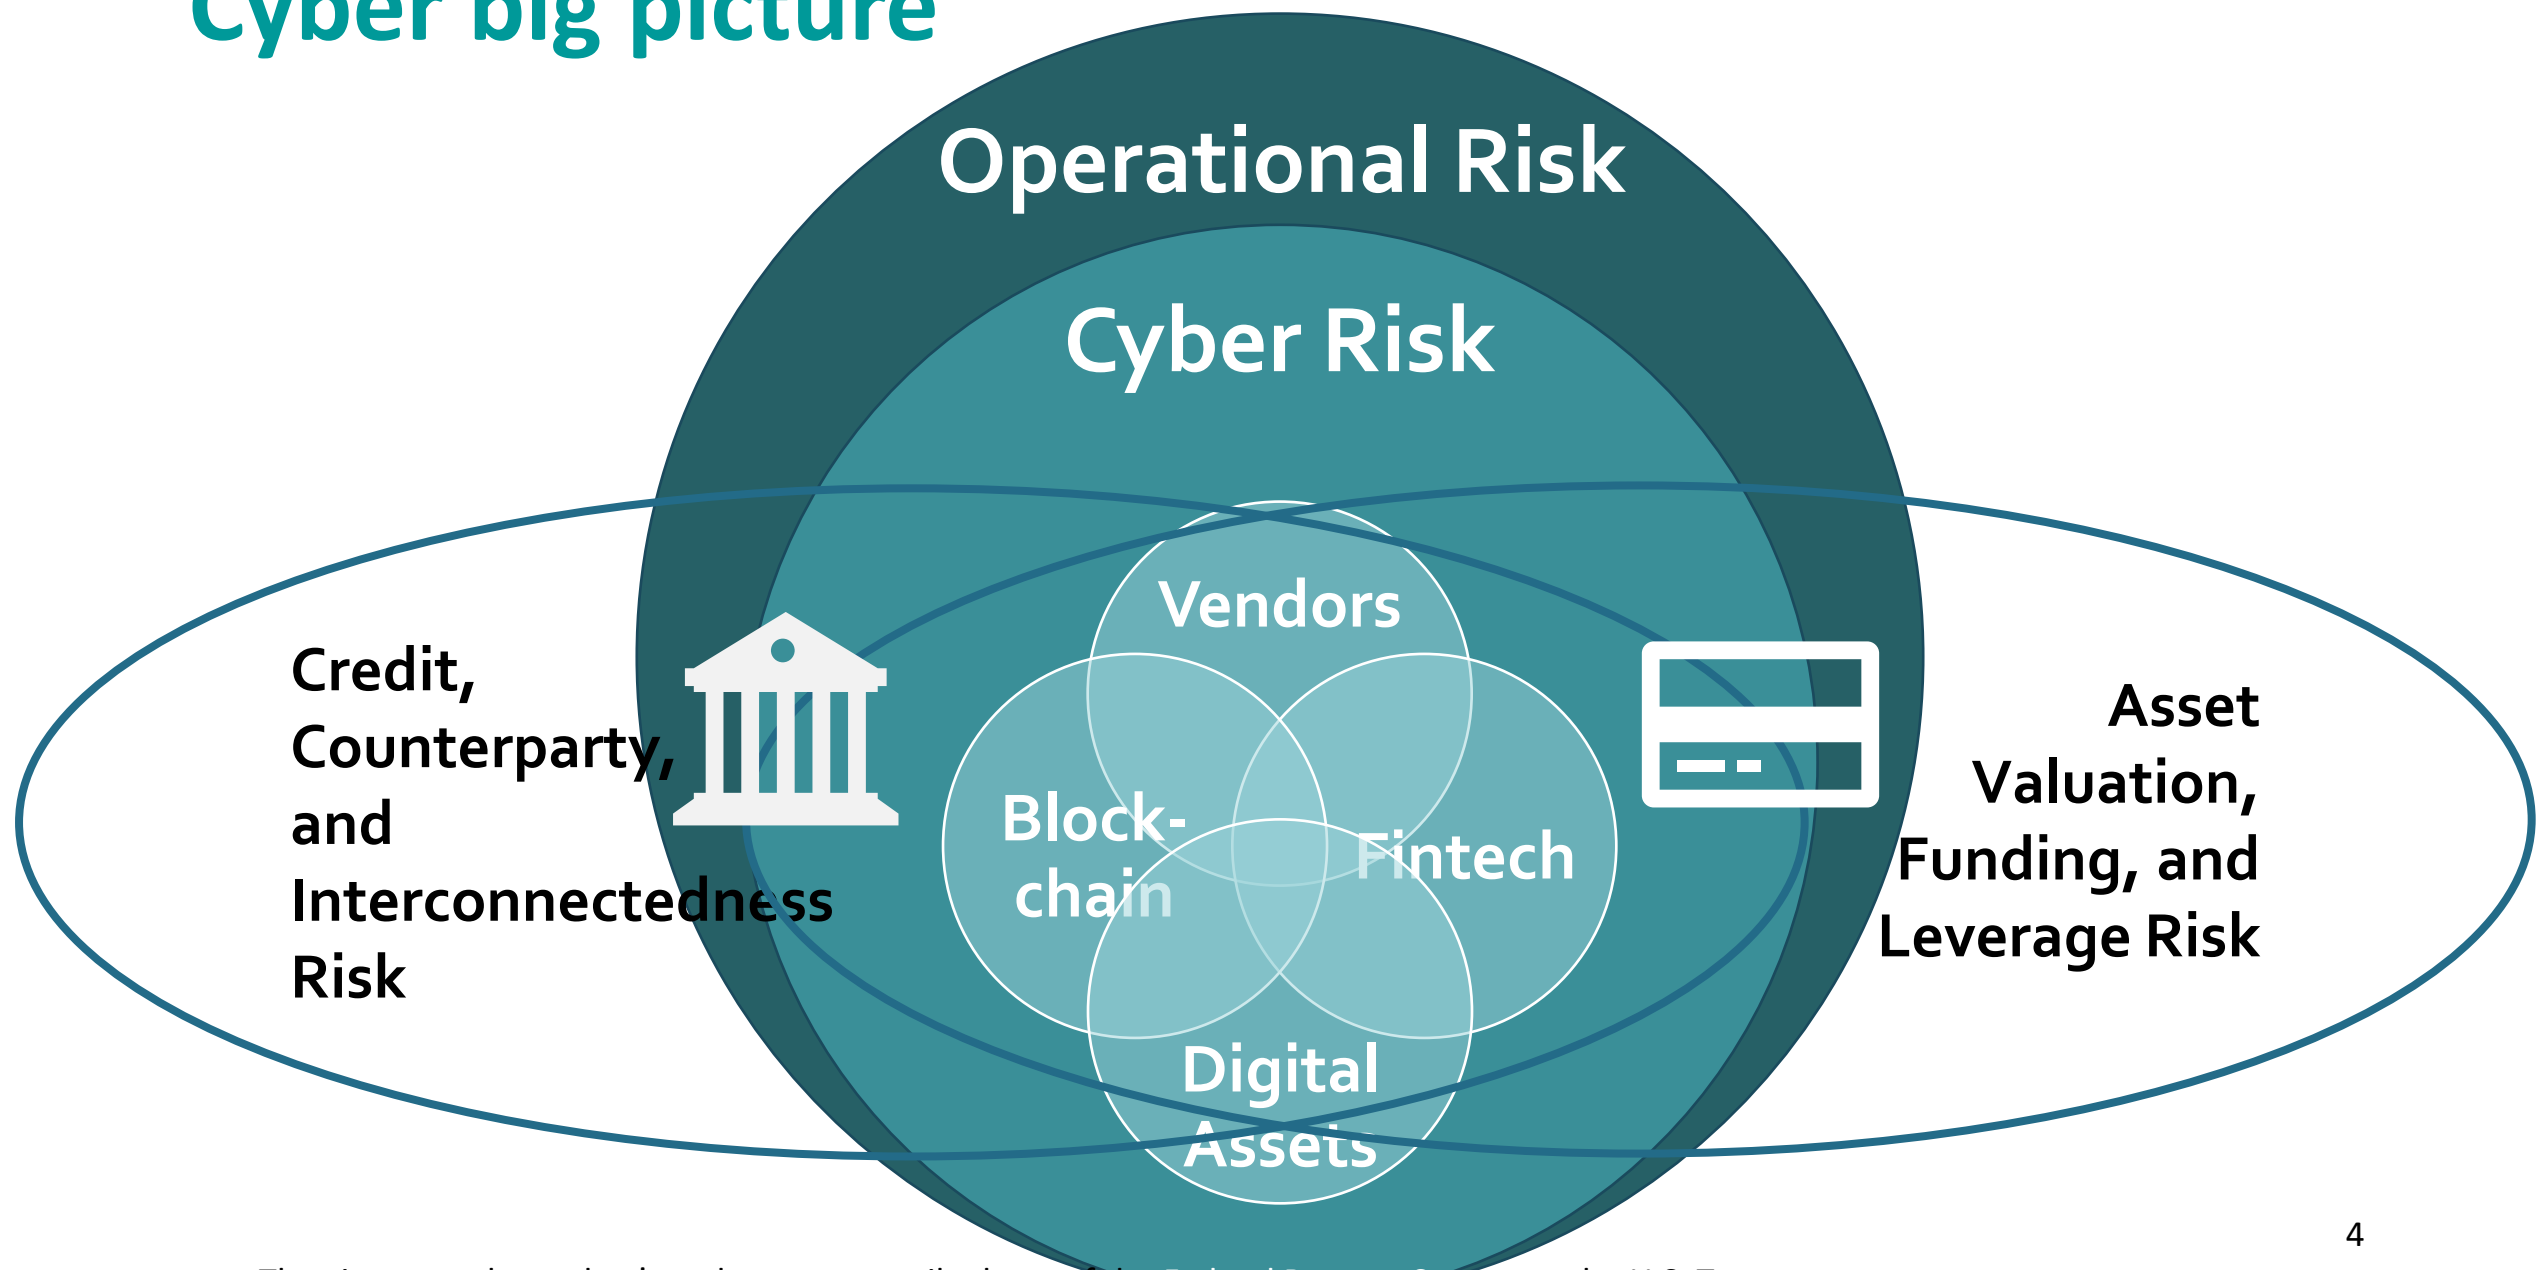 Cyber big picture
Operational Risk
Cyber Risk
Vendors
Credit,
Counterparty,
and
Interconnectedness
Risk
Block-
chain
Fintech
Digital
Assets
Asset
Valuation,
Funding, and
Leverage Risk
4